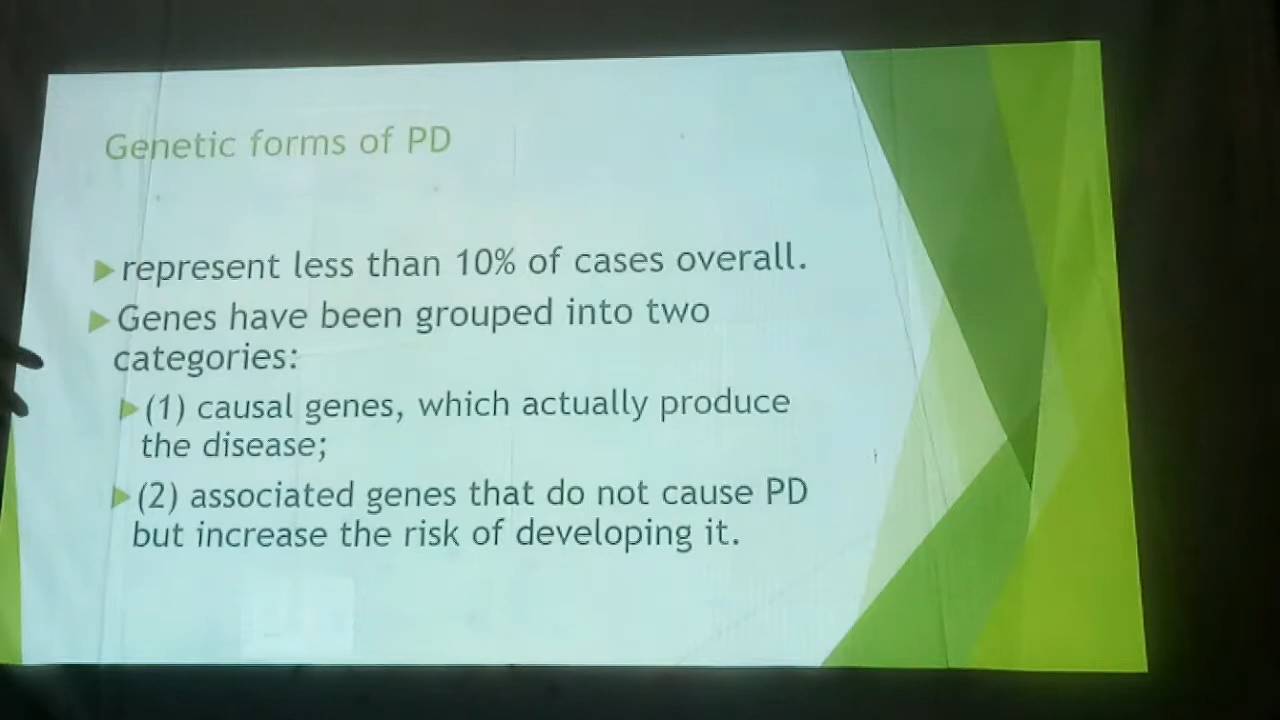 Genetic forms of PD
represent less than 10% of cases overall.
Genes have been grouped into two
categories:
(1) causal genes, which actually produce
the disease;
(2) associated genes that do not cause PD
but increase the risk of developing it.